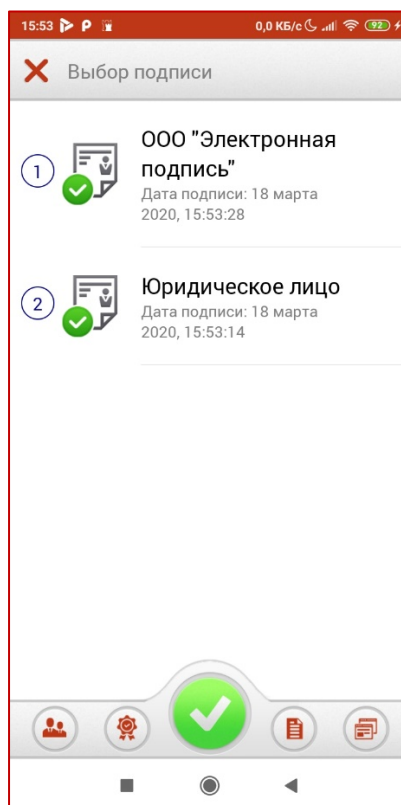 15:53 P 0,0 КБ/с 92
Выбор подписи
1
ООО "Электронная
подпись"
Дата подписи: 18 марта
2020, 15:53:28
2
Юридическое лицо
Дата подписи: 18 марта
2020, 15:53:14